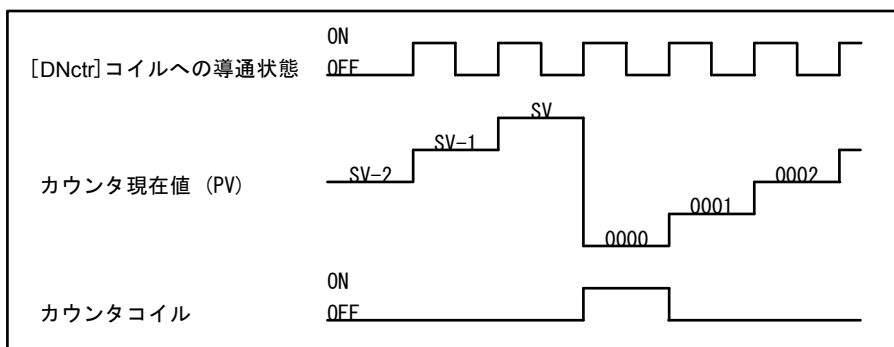 ON
[DNctr]コイルへの導通状態
OFF
SV
SV-1
SV-2
カウンタ現在値 (PV)
0002
0001
0000
ON
カウンタコイル
OFF